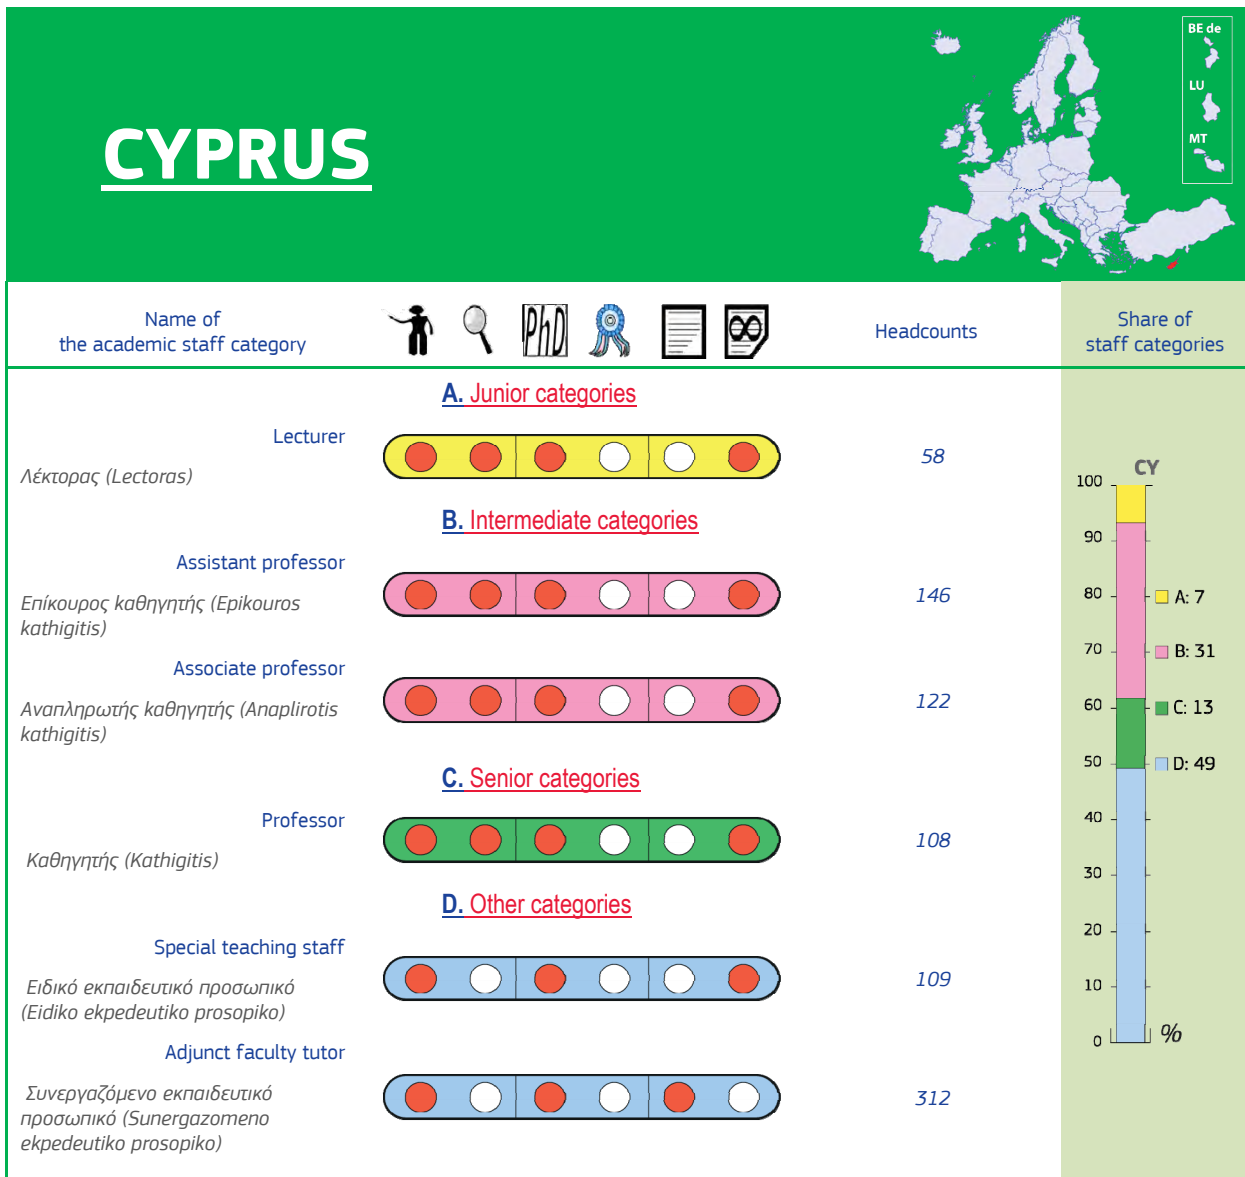 BE de
LU
MT
CYPRUS
Name of
the academic staff category
PhD
Headcounts
Share of
staff categories
A. Junior categories
Lecturer
Λέκτορας (Lectoras)
58
B. Intermediate categories
Assistant professor
Επίκουρος καθηγητής (Epikouros
kathigitis)
146
Associate professor
Αναπληρωτής καθηγητής (Anaplirotis
kathigitis)
122
C. Senior categories
Professor
Καθηγητής (Kathigitis)
108
D. Other categories
Special teaching staff
Ειδικό εκπαιδευτικό προσωπικό
(Eidiko ekpedeutiko prosopiko)
109
Adjunct faculty tutor
Συνεργαζόμενο εκπαιδευτικό
προσωπικό (Sunergazomeno
ekpedeutiko prosopiko)
312
CY
100
90
80
70
60
50
40
30
20
10
0
%
A: 7
B: 31
C: 13
D: 49